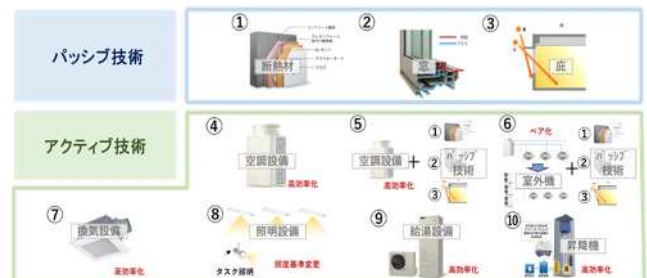 パッシブ技術
①
断熱材
②
窓
③
庇
アクティブ技術
④
空調設備
高効率化
⑤
空調設備
+
①
②
パッシブ
技術
③
高効率化
⑥
ペア化
室外機
+
①
②
パッシブ
技術
③
⑦
換気設備
高効率化
⑧
照明設備
タスク照明
照度基準変更
⑨
給湯設備
高効率化
⑩
昇降機
高効率化